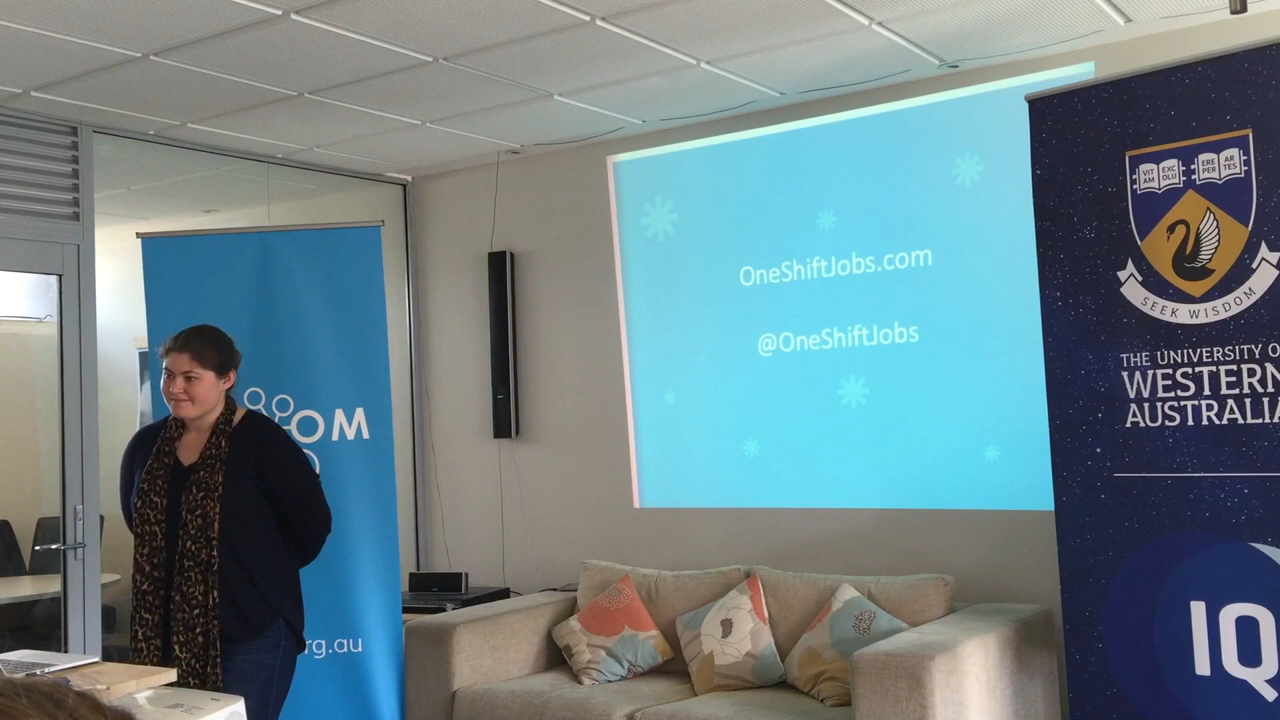 OM
rg.au
OneShiftJobs.com
@OneShiftJobs
VIT EXC ERE AR
AM OLU PER TES
SEEK WISDOM
THE UNIVERSITY O
WESTERN
AUSTRALIA
IQ